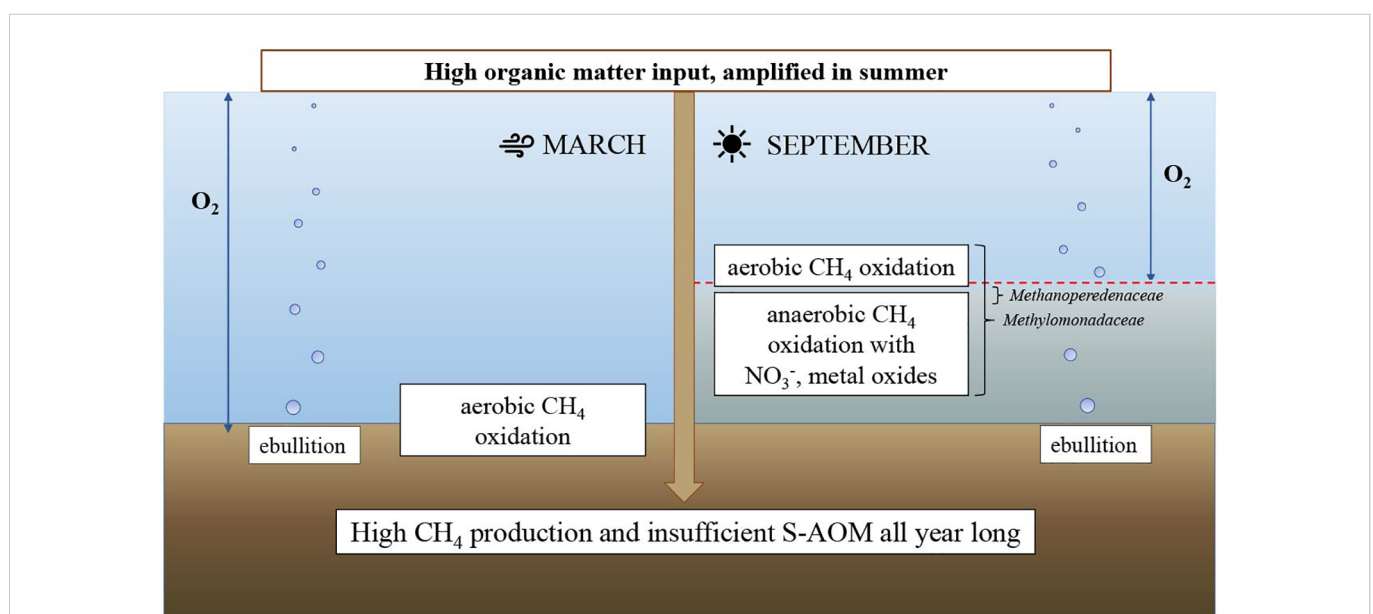 High organic matter input, amplified in summer
MARCH
SEPTEMBER
O₂
O₂
aerobic CH₄ oxidation
Methanoperedenaceae
anaerobic CH₄
oxidation with
NO₃⁻, metal oxides
Methylomonadaceae
aerobic CH₄
oxidation
ebullition
ebullition
High CH₄ production and insufficient S-AOM all year long